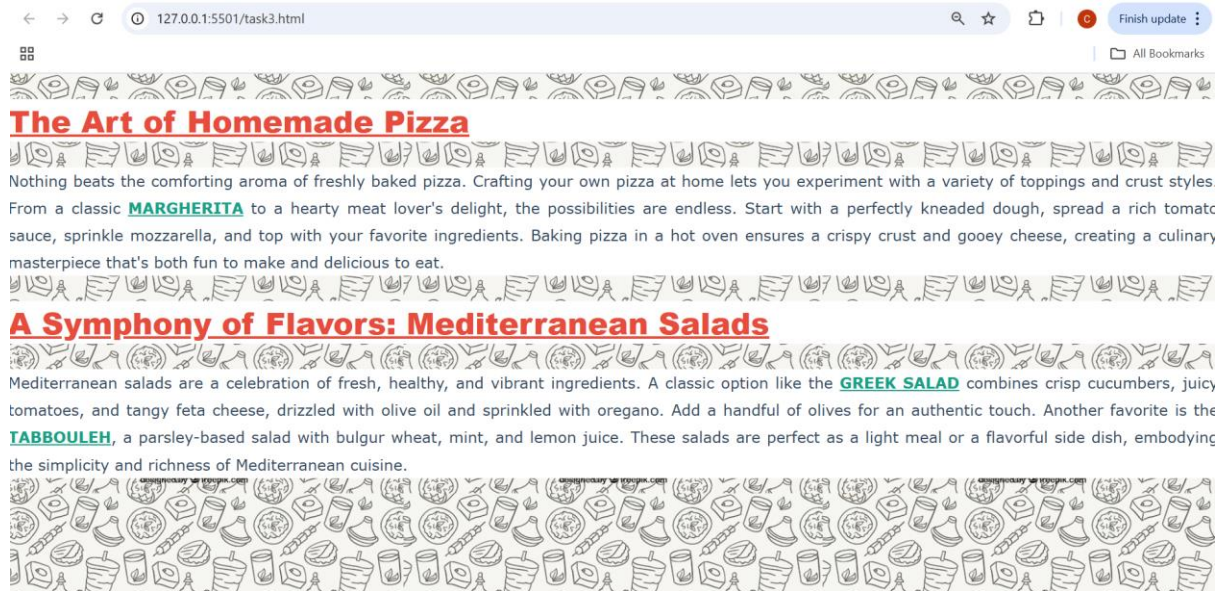 127.0.0.1:5501/task3.html
C
Finish update
All Bookmarks
The Art of Homemade Pizza
Nothing beats the comforting aroma of freshly baked pizza. Crafting your own pizza at home lets you experiment with a variety of toppings and crust styles.
From a classic MARGHERITA to a hearty meat lover's delight, the possibilities are endless. Start with a perfectly kneaded dough, spread a rich tomato
sauce, sprinkle mozzarella, and top with your favorite ingredients. Baking pizza in a hot oven ensures a crispy crust and gooey cheese, creating a culinary
masterpiece that's both fun to make and delicious to eat.
A Symphony of Flavors: Mediterranean Salads
Mediterranean salads are a celebration of fresh, healthy, and vibrant ingredients. A classic option like the GREEK SALAD combines crisp cucumbers, juicy
tomatoes, and tangy feta cheese, drizzled with olive oil and sprinkled with oregano. Add a handful of olives for an authentic touch. Another favorite is the
TABBOULEH, a parsley-based salad with bulgur wheat, mint, and lemon juice. These salads are perfect as a light meal or a flavorful side dish, embodying
the simplicity and richness of Mediterranean cuisine.